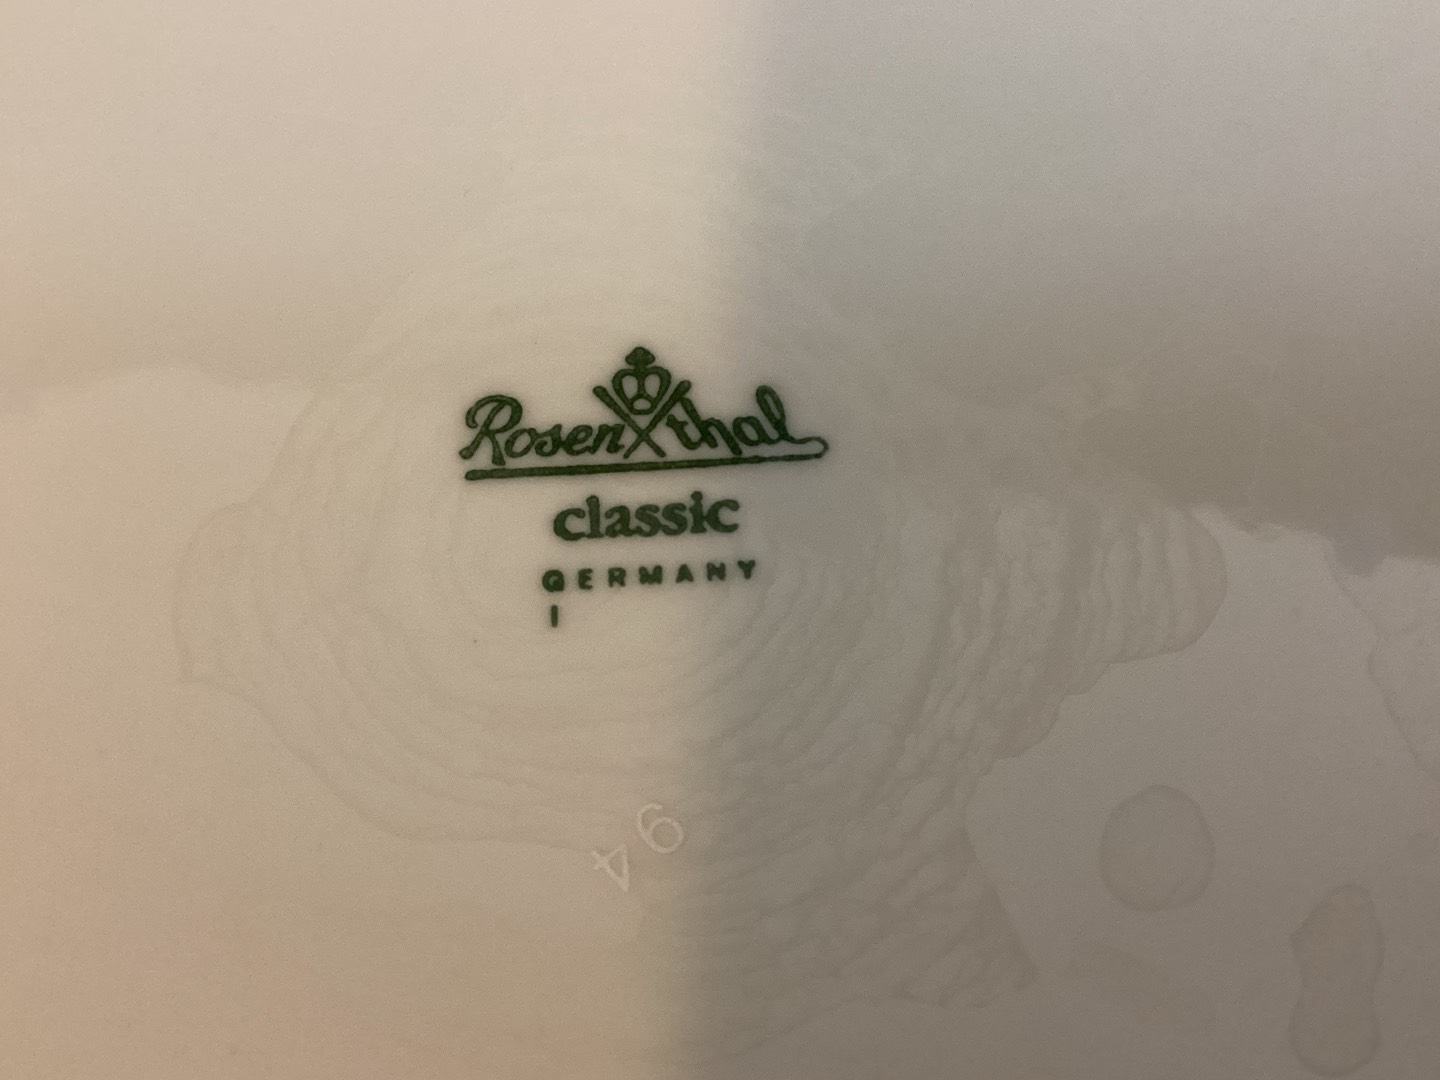 Rosenthal
classic
GERMANY
I
94